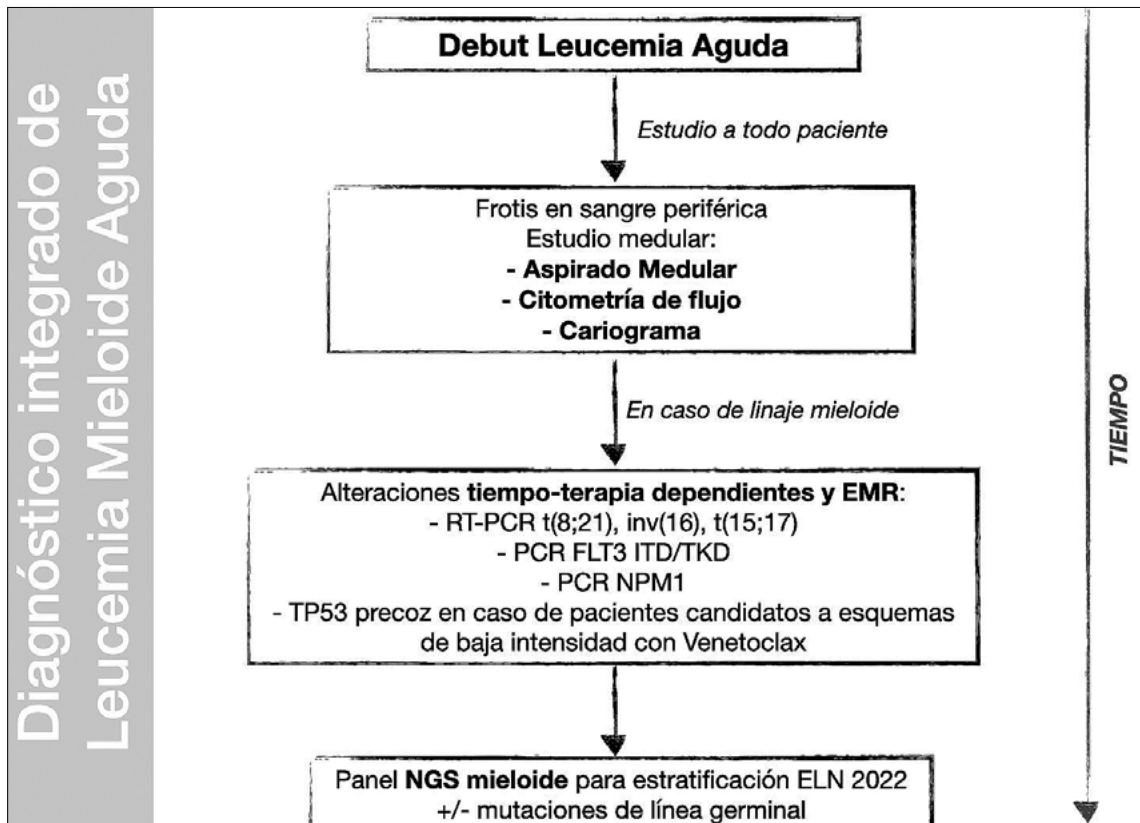 Diagnóstico integrado de
Leucemia Mieloide Aguda
Debut Leucemia Aguda
Estudio a todo paciente
Frotis en sangre periférica
Estudio medular:
- Aspirado Medular
- Citometría de flujo
- Cariograma
En caso de linaje mieloide
Alteraciones tiempo-terapia dependientes y EMR:
- RT-PCR t(8;21), inv(16), t(15;17)
- PCR FLT3 ITD/TKD
- PCR NPM1
- TP53 precoz en caso de pacientes candidatos a esquemas
de baja intensidad con Venetoclax
Panel NGS mieloide para estratificación ELN 2022
+/- mutaciones de línea germinal
TIEMPO